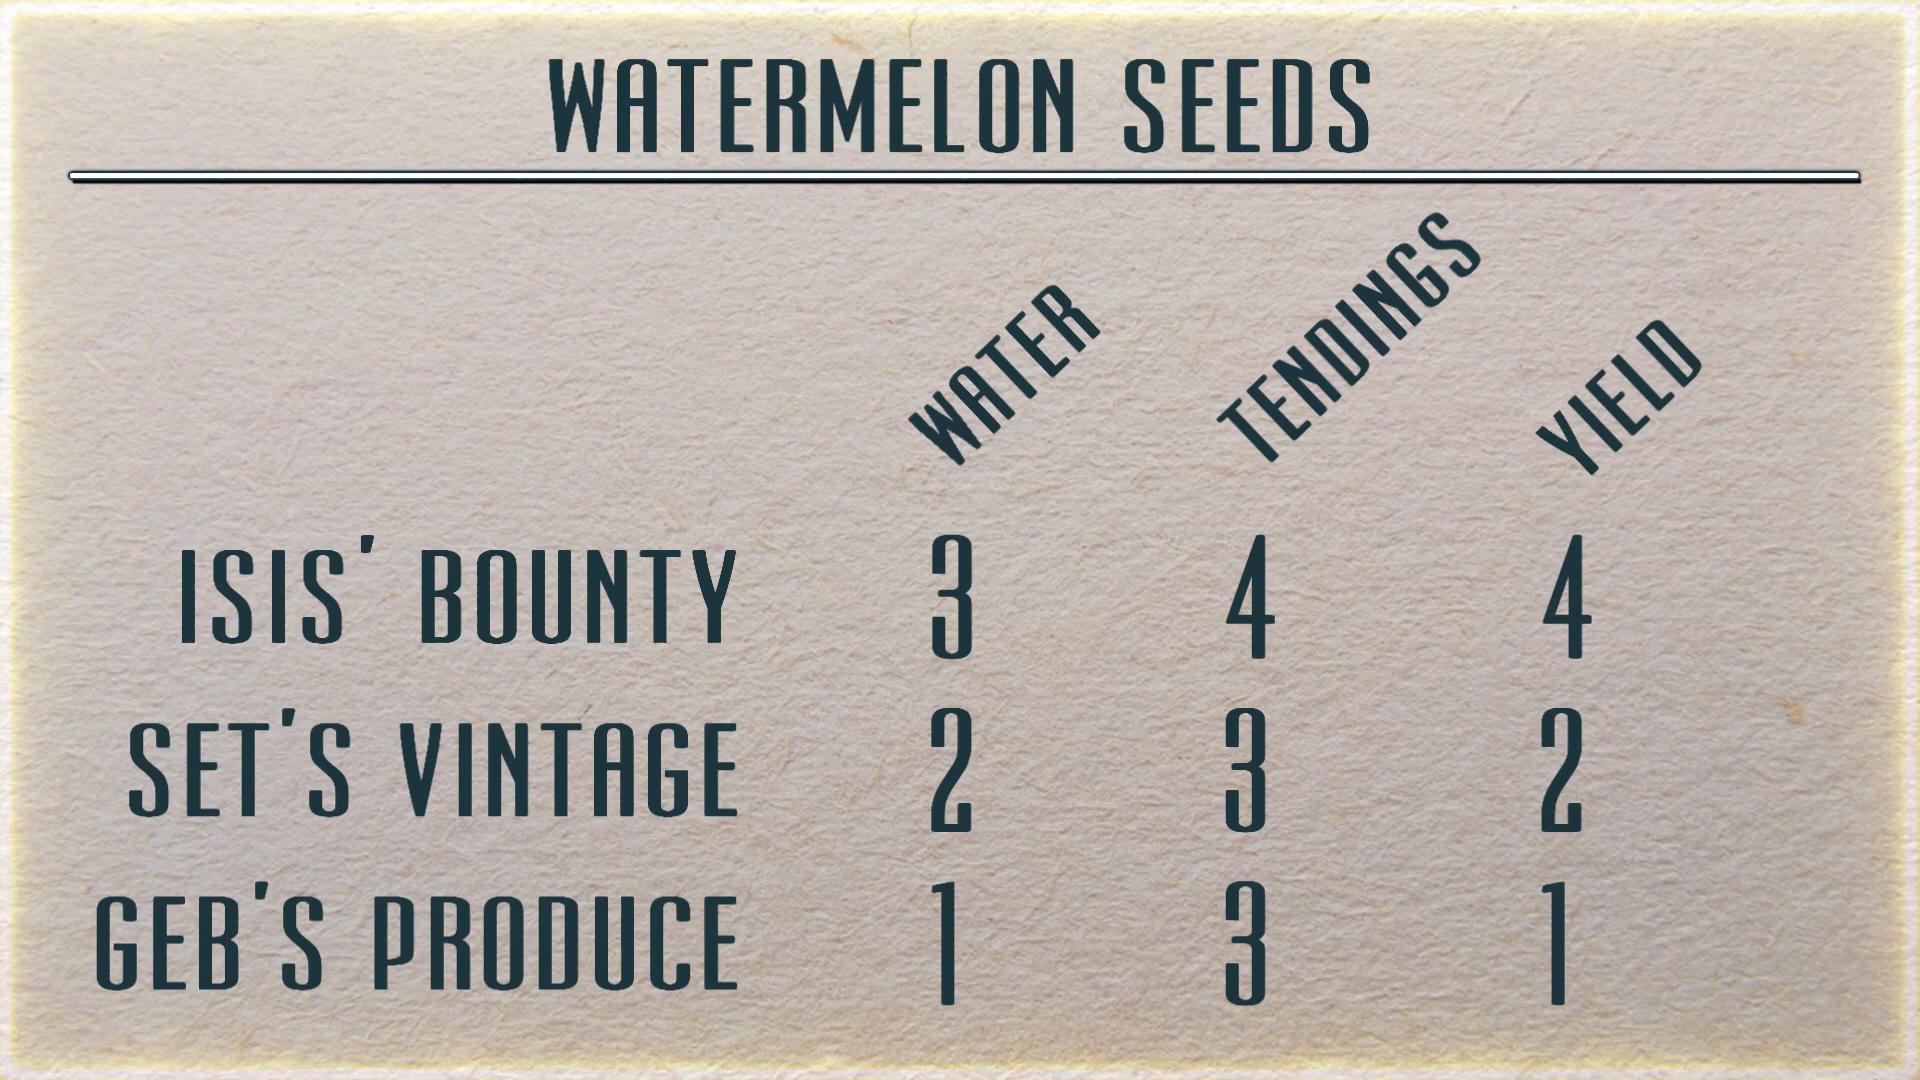 WATERMELON SEEDS
WATER TENDINGS YIELD
ISIS' BOUNTY 3 4 4
SET'S VINTAGE 2 3 2
GEB'S PRODUCE 1 3 1